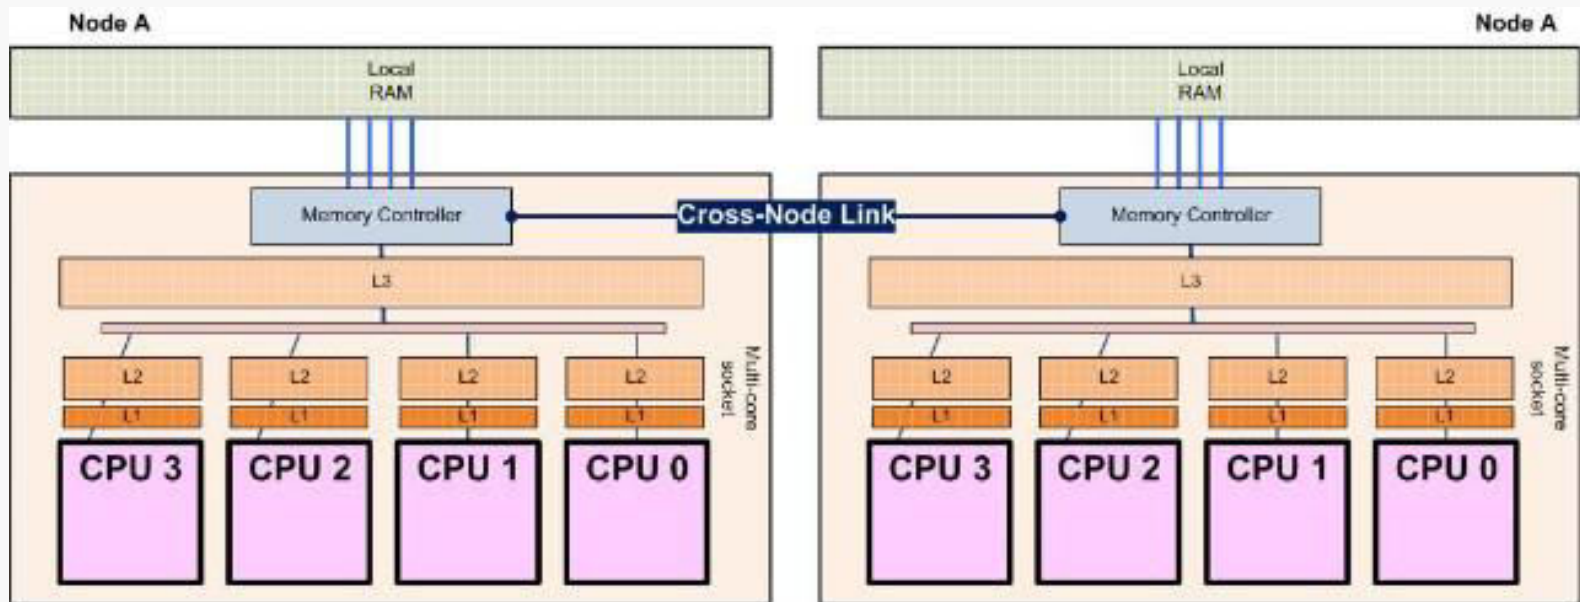 Node A
Node A
Local
RAM
Local
RAM
Memory Controller
Cross-Node Link
Memory Controller
L3
L3
L2
L2
L2
L2
Multi-core
socket
L2
L2
L2
L2
Multi-core
socket
L1
L1
L1
L1
L1
L1
L1
L1
CPU 3
CPU 2
CPU 1
CPU 0
CPU 3
CPU 2
CPU 1
CPU 0